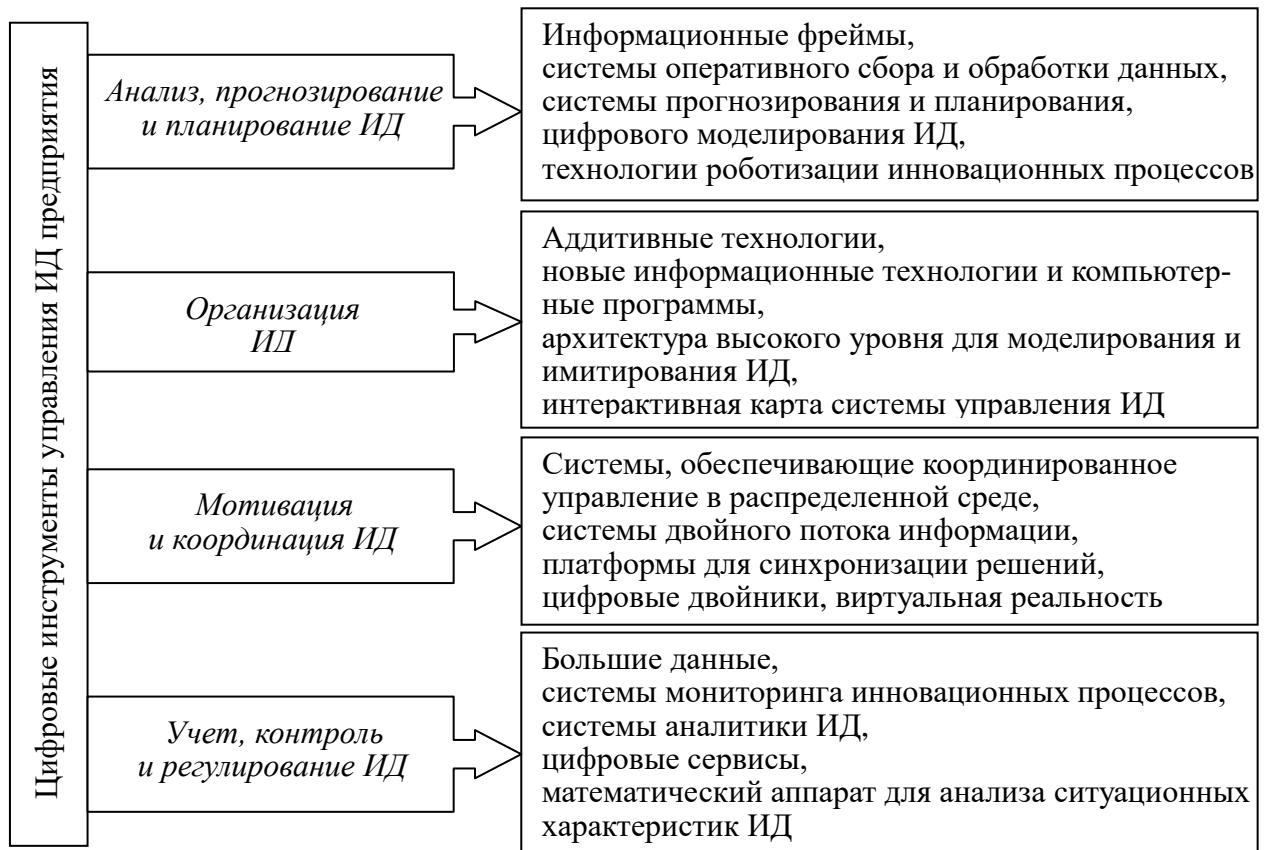 Цифровые инструменты управления ИД предприятия
Анализ, прогнозирование
и планирование ИД
Информационные фреймы,
системы оперативного сбора и обработки данных,
системы прогнозирования и планирования,
цифрового моделирования ИД,
технологии роботизации инновационных процессов
Организация
ИД
Аддитивные технологии,
новые информационные технологии и компьютер-
ные программы,
архитектура высокого уровня для моделирования и
имитирования ИД,
интерактивная карта системы управления ИД
Мотивация
и координация ИД
Системы, обеспечивающие координированное
управление в распределенной среде,
системы двойного потока информации,
платформы для синхронизации решений,
цифровые двойники, виртуальная реальность
Учет, контроль
и регулирование ИД
Большие данные,
системы мониторинга инновационных процессов,
системы аналитики ИД,
цифровые сервисы,
математический аппарат для анализа ситуационных
характеристик ИД